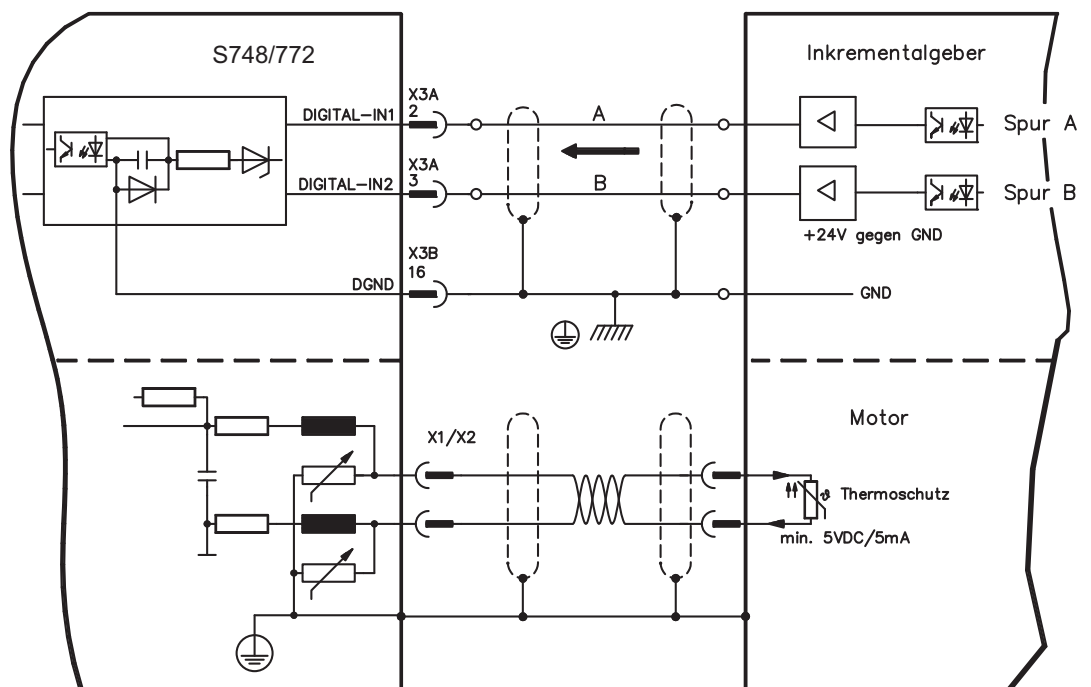 S748/772
Inkrementalgeber
DIGITAL-IN1
X3A
2
A
Spur A
DIGITAL-IN2
X3A
3
B
Spur B
+24V gegen GND
DGND
X3B
16
GND
X1/X2
Motor
ϑ Thermoschutz
min. 5VDC/5mA